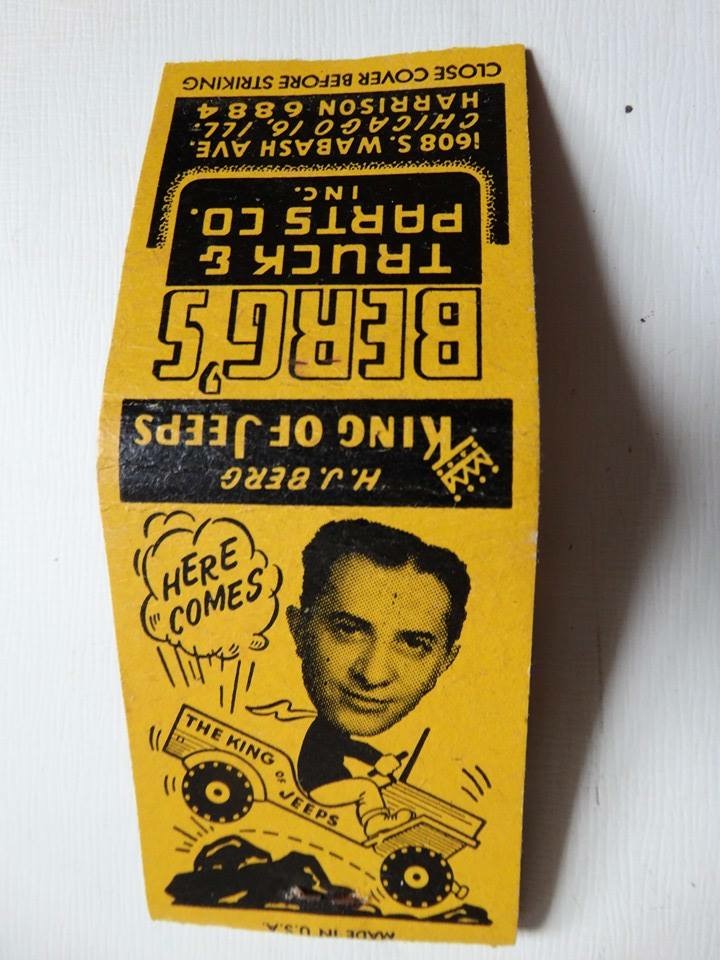 CLOSE COVER BEFORE STRIKING
1608 S. WABASH AVE.
CHICAGO 16, ILL.
HARRISON 6884
BERG'S
TRUCK &
PARTS CO.
INC.
H.J. BERG
KING OF JEEPS
HERE
COMES
THE KING OF JEEPS
MADE IN U.S.A.